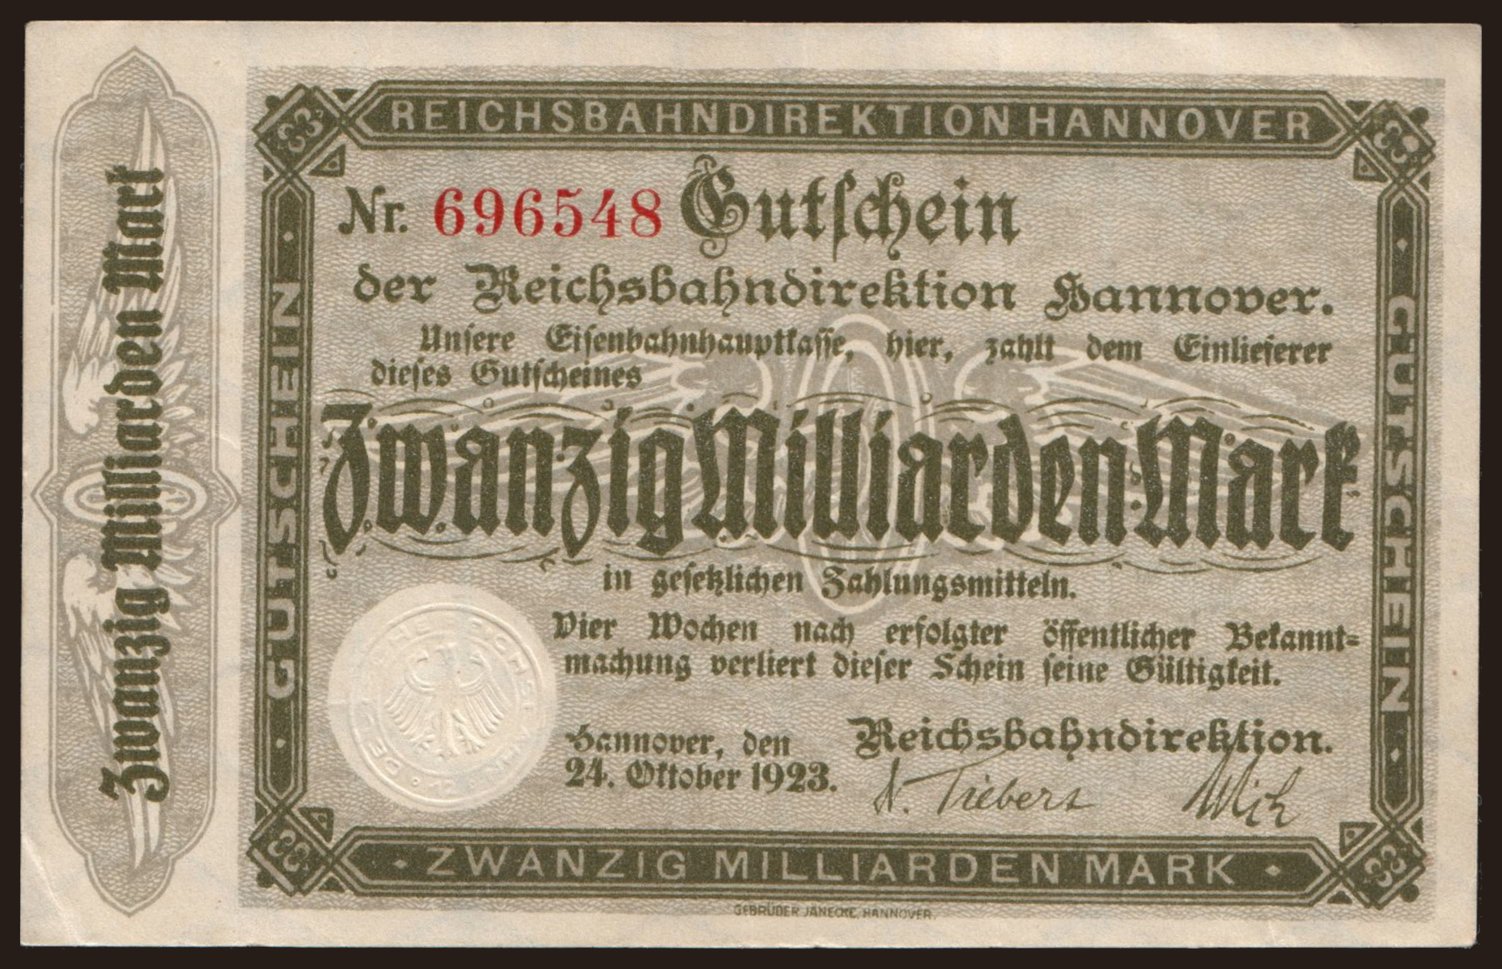 REICHSBAHNDIREKTION HANNOVER
Zwanzig Milliarden Mark
GUTSCHEIN
GUTSCHEIN
Nr. 696548 Gutschein
der Reichsbahndirektion Hannover.
Unsere Eisenbahnhauptkasse, hier, zahlt dem Einlieferer
dieses Gutscheines
Zwanzig Milliarden Mark
in gesetzlichen Zahlungsmitteln.
Vier Wochen nach erfolgter öffentlicher Bekannt-
machung verliert dieser Schein seine Gültigkeit.
Hannover, den
24. Oktober 1923.
Reichsbahndirektion.
ZWANZIG MILLIARDEN MARK
GEBRÜDER JÄNECKE, HANNOVER.